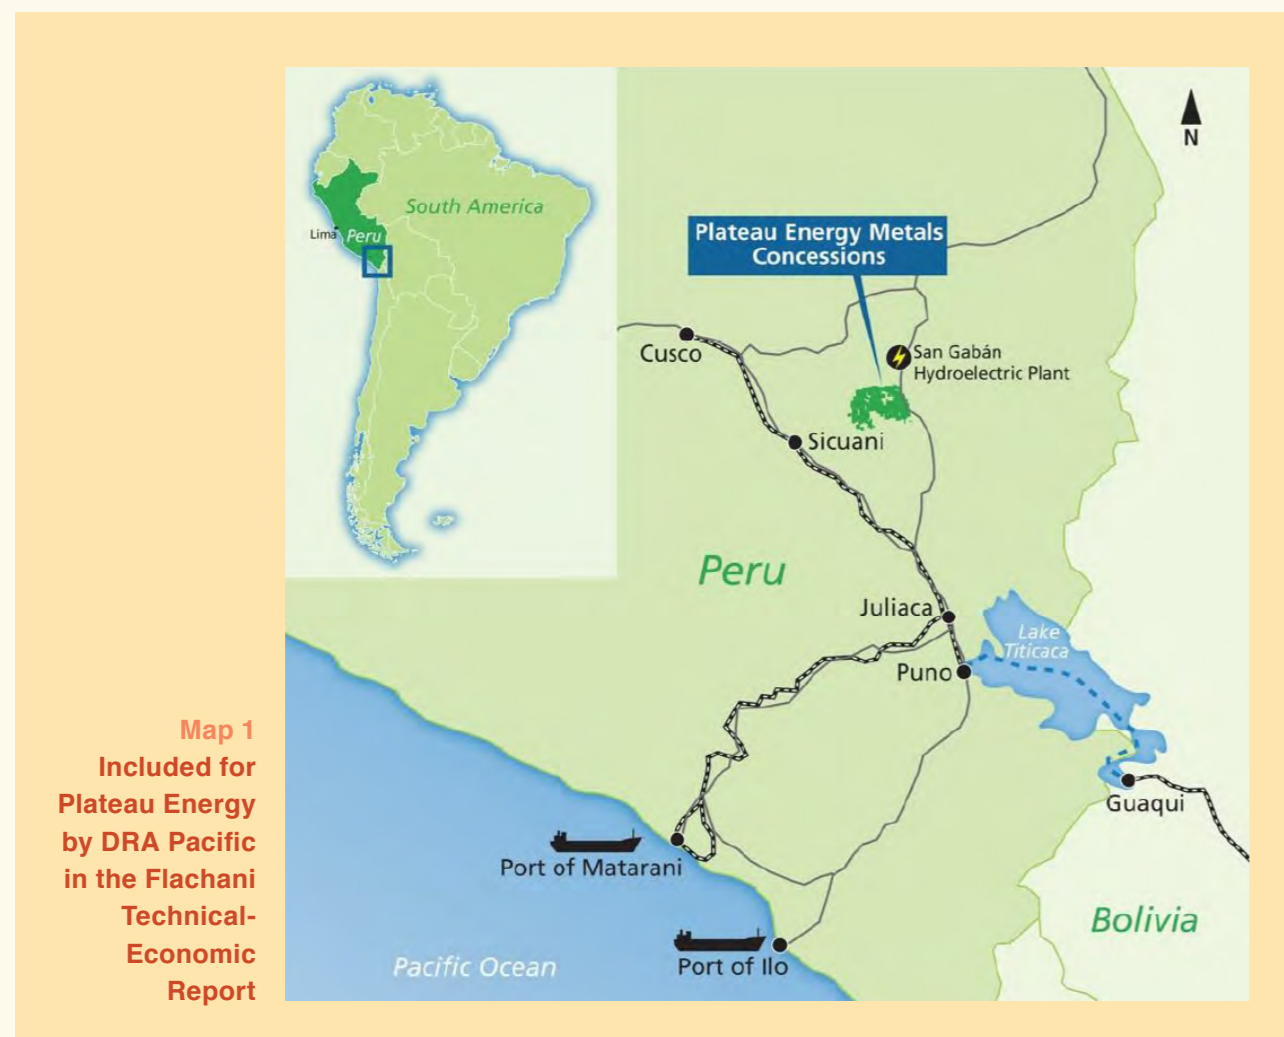 Map 1
Included for
Plateau Energy
by DRA Pacific
in the Flachani
Technical-
Economic
Report
South America
Lima
Peru
N
Plateau Energy Metals
Concessions
Cusco
San Gabán
Hydroelectric Plant
Sicuani
Peru
Juliaca
Lake
Titicaca
Puno
Guaqui
Port of Matarani
Bolivia
Pacific Ocean
Port of Ilo